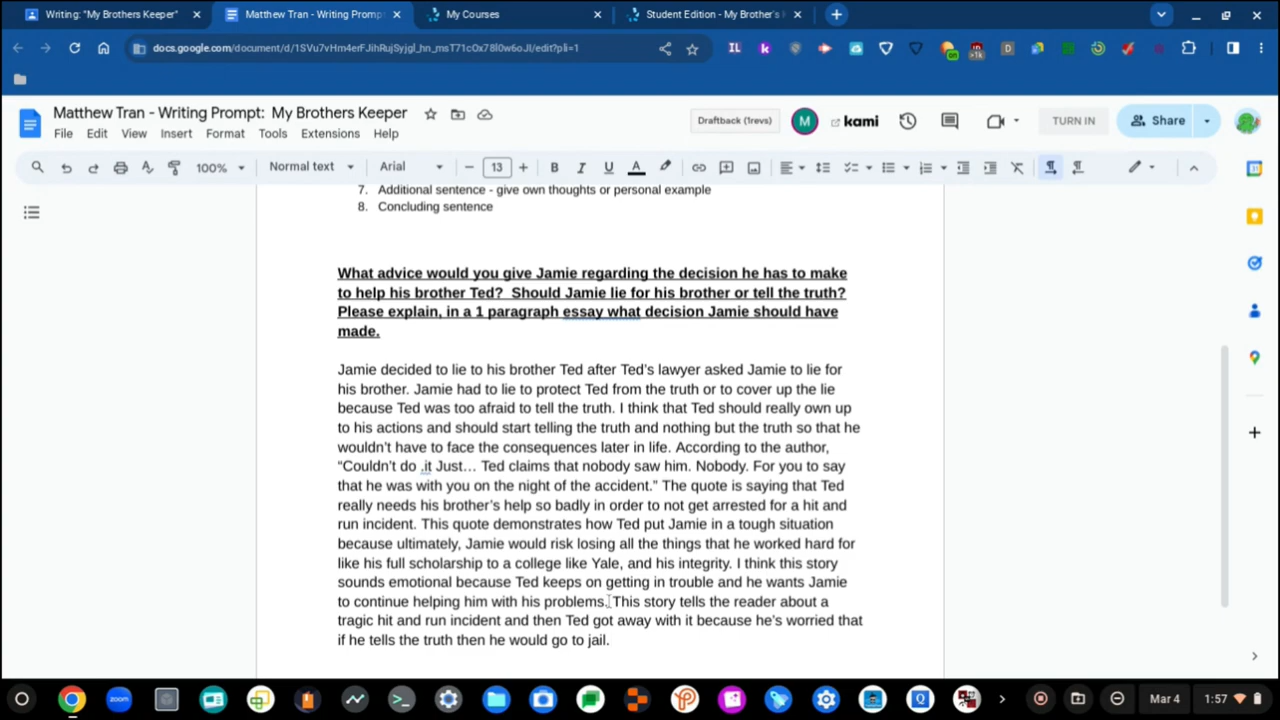 Writing: "My Brothers Keeper"
Matthew Tran - Writing Promp
My Courses
Student Edition - My Brother's
docs.google.com/document/d/1SVu7vHm4erFJihRujSyjgl_hn_msT71cOx78l0w6oJI/edit?pli=1
Matthew Tran - Writing Prompt: My Brothers Keeper
Draftback (1revs)
M
kami
TURN IN
Share
File Edit View Insert Format Tools Extensions Help
100% Normal text Arial 13 B I U A
7. Additional sentence - give own thoughts or personal example
8. Concluding sentence
What advice would you give Jamie regarding the decision he has to make
to help his brother Ted? Should Jamie lie for his brother or tell the truth?
Please explain, in a 1 paragraph essay what decision Jamie should have
made.
Jamie decided to lie to his brother Ted after Ted's lawyer asked Jamie to lie for
his brother. Jamie had to lie to protect Ted from the truth or to cover up the lie
because Ted was too afraid to tell the truth. I think that Ted should really own up
to his actions and should start telling the truth and nothing but the truth so that he
wouldn't have to face the consequences later in life. According to the author,
“Couldn't do .it Just… Ted claims that nobody saw him. Nobody. For you to say
that he was with you on the night of the accident.” The quote is saying that Ted
really needs his brother's help so badly in order to not get arrested for a hit and
run incident. This quote demonstrates how Ted put Jamie in a tough situation
because ultimately, Jamie would risk losing all the things that he worked hard for
like his full scholarship to a college like Yale, and his integrity. I think this story
sounds emotional because Ted keeps on getting in trouble and he wants Jamie
to continue helping him with his problems. This story tells the reader about a
tragic hit and run incident and then Ted got away with it because he's worried that
if he tells the truth then he would go to jail.
zoom
Mar 4
1:57